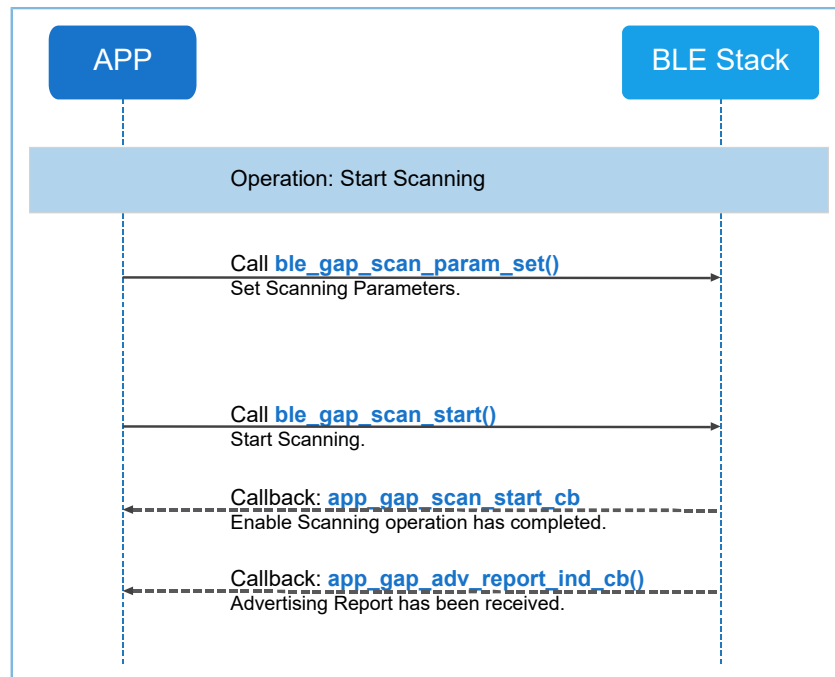 APP
BLE Stack
Operation: Start Scanning
Call ble_gap_scan_param_set()
Set Scanning Parameters.
Call ble_gap_scan_start()
Start Scanning.
Callback: app_gap_scan_start_cb
Enable Scanning operation has completed.
Callback: app_gap_adv_report_ind_cb()
Advertising Report has been received.